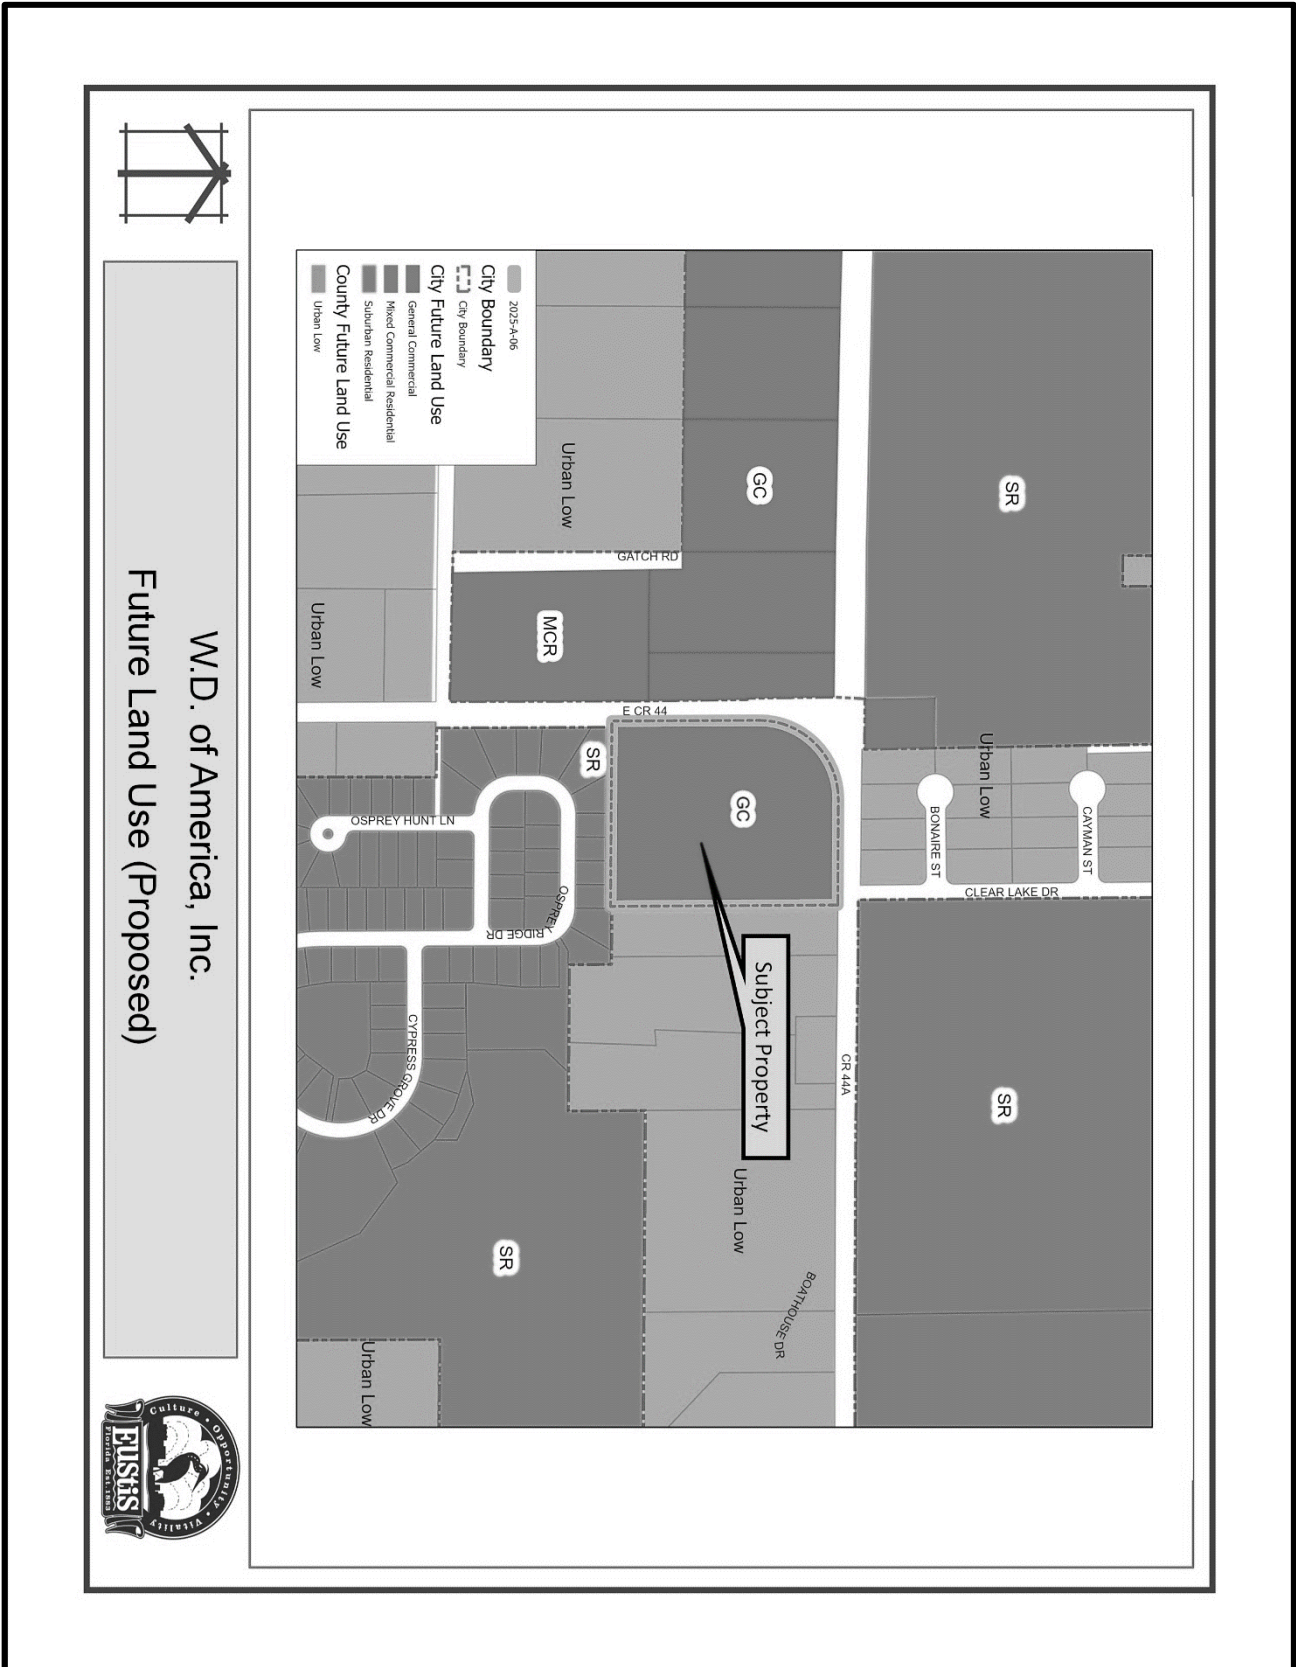 SR
CAYMAN ST
CLEAR LAKE DR
Urban Low
BONAIRE ST
SR
GC
CR 44A
BOATHOUSE DR
GC
Subject Property
Urban Low
GATCH RD
E CR 44
Urban Low
MCR
SR
OSPREY RIDGE DR
SR
OSPREY HUNT LN
CYPRESS GROVE DR
Urban Low
Urban Low
2025-A-06
City Boundary
City Boundary
City Future Land Use
General Commercial
Mixed Commercial Residential
Suburban Residential
County Future Land Use
Urban Low
W.D. of America, Inc.
Future Land Use (Proposed)
Culture • Opportunity • Vitality
EUStiS
Florida Est.1883